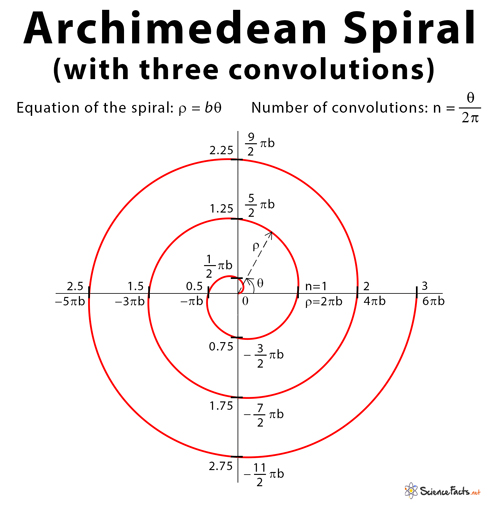 Archimedean Spiral
(with three convolutions)
Equation of the spiral: ρ = bθ Number of convolutions: n = θ/2π
2.25 9/2 πb
1.25 5/2 πb
ρ
1/2 πb
θ
2.5 1.5 0.5 n=1 2 3
−5πb −3πb −πb 0 ρ=2πb 4πb 6πb
0.75 −3/2 πb
1.75 −7/2 πb
2.75 −11/2 πb
ScienceFacts.net